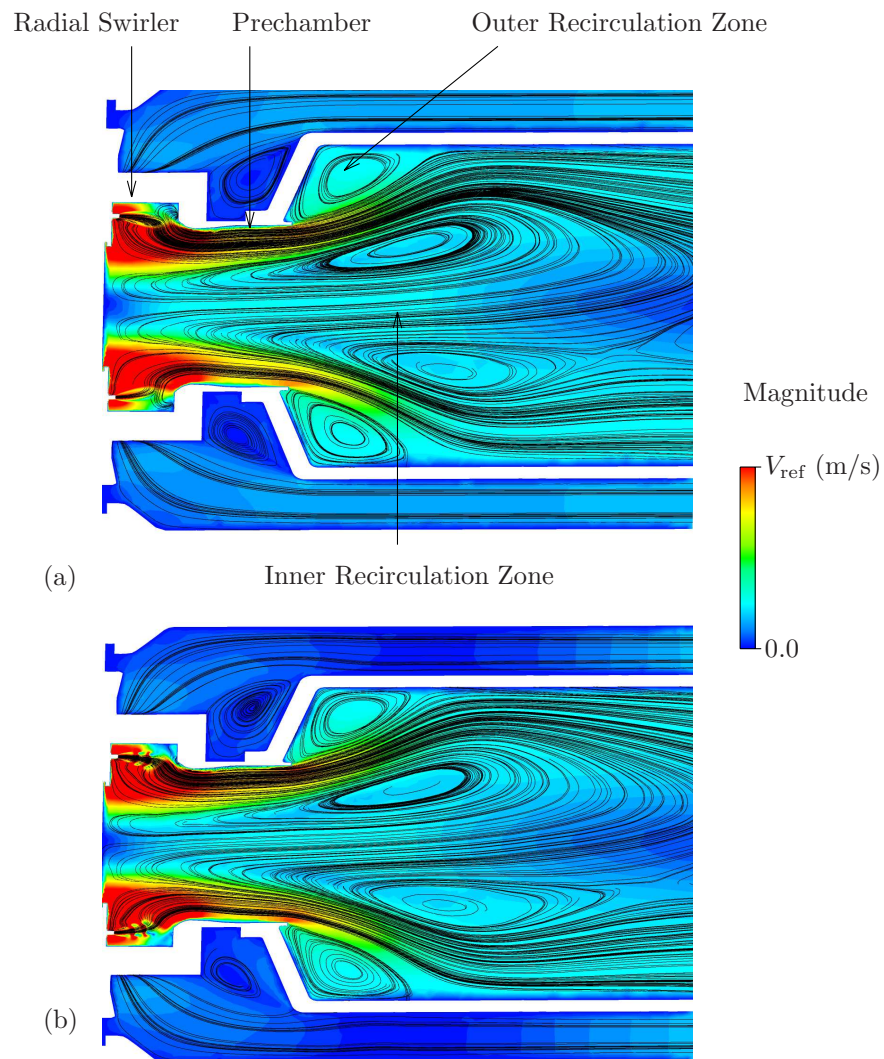 Radial Swirler
Prechamber
Outer Recirculation Zone
Magnitude
V_ref (m/s)
0.0
(a)
Inner Recirculation Zone
(b)